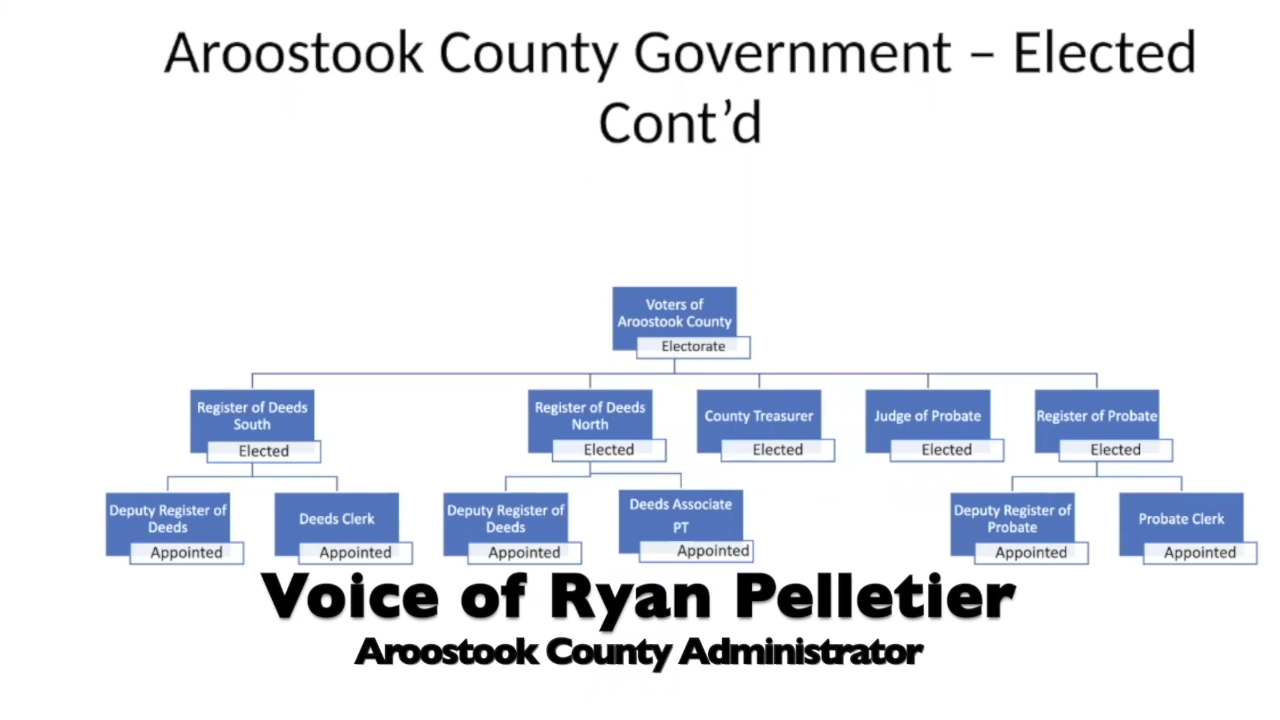 Aroostook County Government – Elected
Cont’d
Voters of
Aroostook County
Electorate
Register of Deeds
South
Elected
Register of Deeds
North
Elected
County Treasurer
Elected
Judge of Probate
Elected
Register of Probate
Elected
Deputy Register of
Deeds
Appointed
Deeds Clerk
Appointed
Deputy Register of
Deeds
Appointed
Deeds Associate
PT
Appointed
Deputy Register of
Probate
Appointed
Probate Clerk
Appointed
Voice of Ryan Pelletier
Aroostook County Administrator